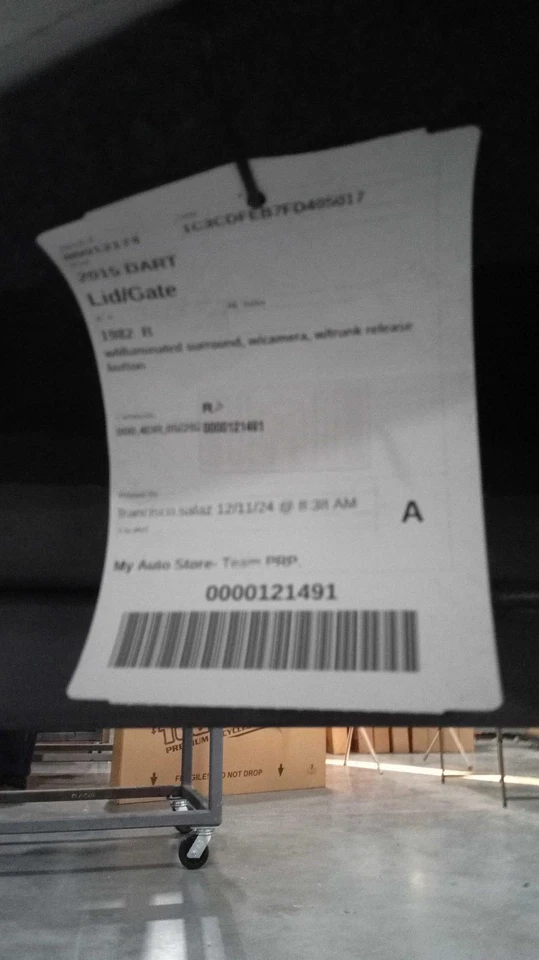 2015 DART
Lid/Gate
1982 B
w/illuminated surround, w/camera, w/trunk release
button
R
0000121491
francisco.salaz 12/11/24 @ 8:38 AM
A
My Auto Store- Team PRP
0000121491
PREMIUM
FRAGILE DO NOT DROP